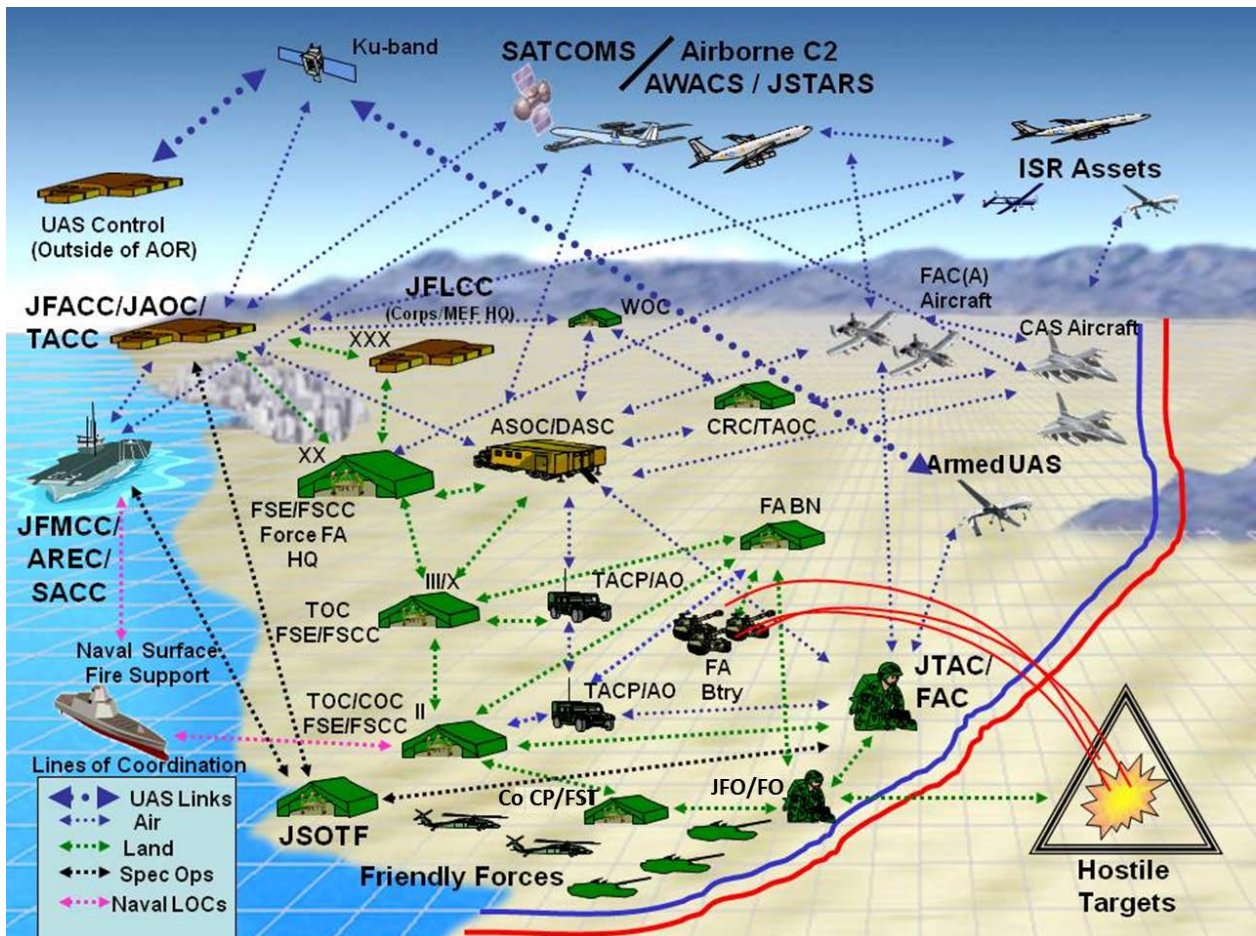 Ku-band
SATCOMS / Airborne C2
AWACS / JSTARS
ISR Assets
UAS Control
(Outside of AOR)
JFACC/JAOC/
TACC
JFLCC
(Corps/MEF HQ)
XXX
WOC
FAC(A)
Aircraft
CAS Aircraft
XX
ASOC/DASC
CRC/TAOC
Armed UAS
FSE/FSCC
Force FA
HQ
FA BN
JFMCC/
AREC/
SACC
III/X
TOC
FSE/FSCC
TACP/AO
Naval Surface
Fire Support
TOC/COC
FSE/FSCC
II
TACP/AO
FA
Btry
JTAC/
FAC
Lines of Coordination
UAS Links
Air
Land
Spec Ops
Naval LOCs
JSOTF
Co CP/FST
JFO/FO
Friendly Forces
Hostile
Targets